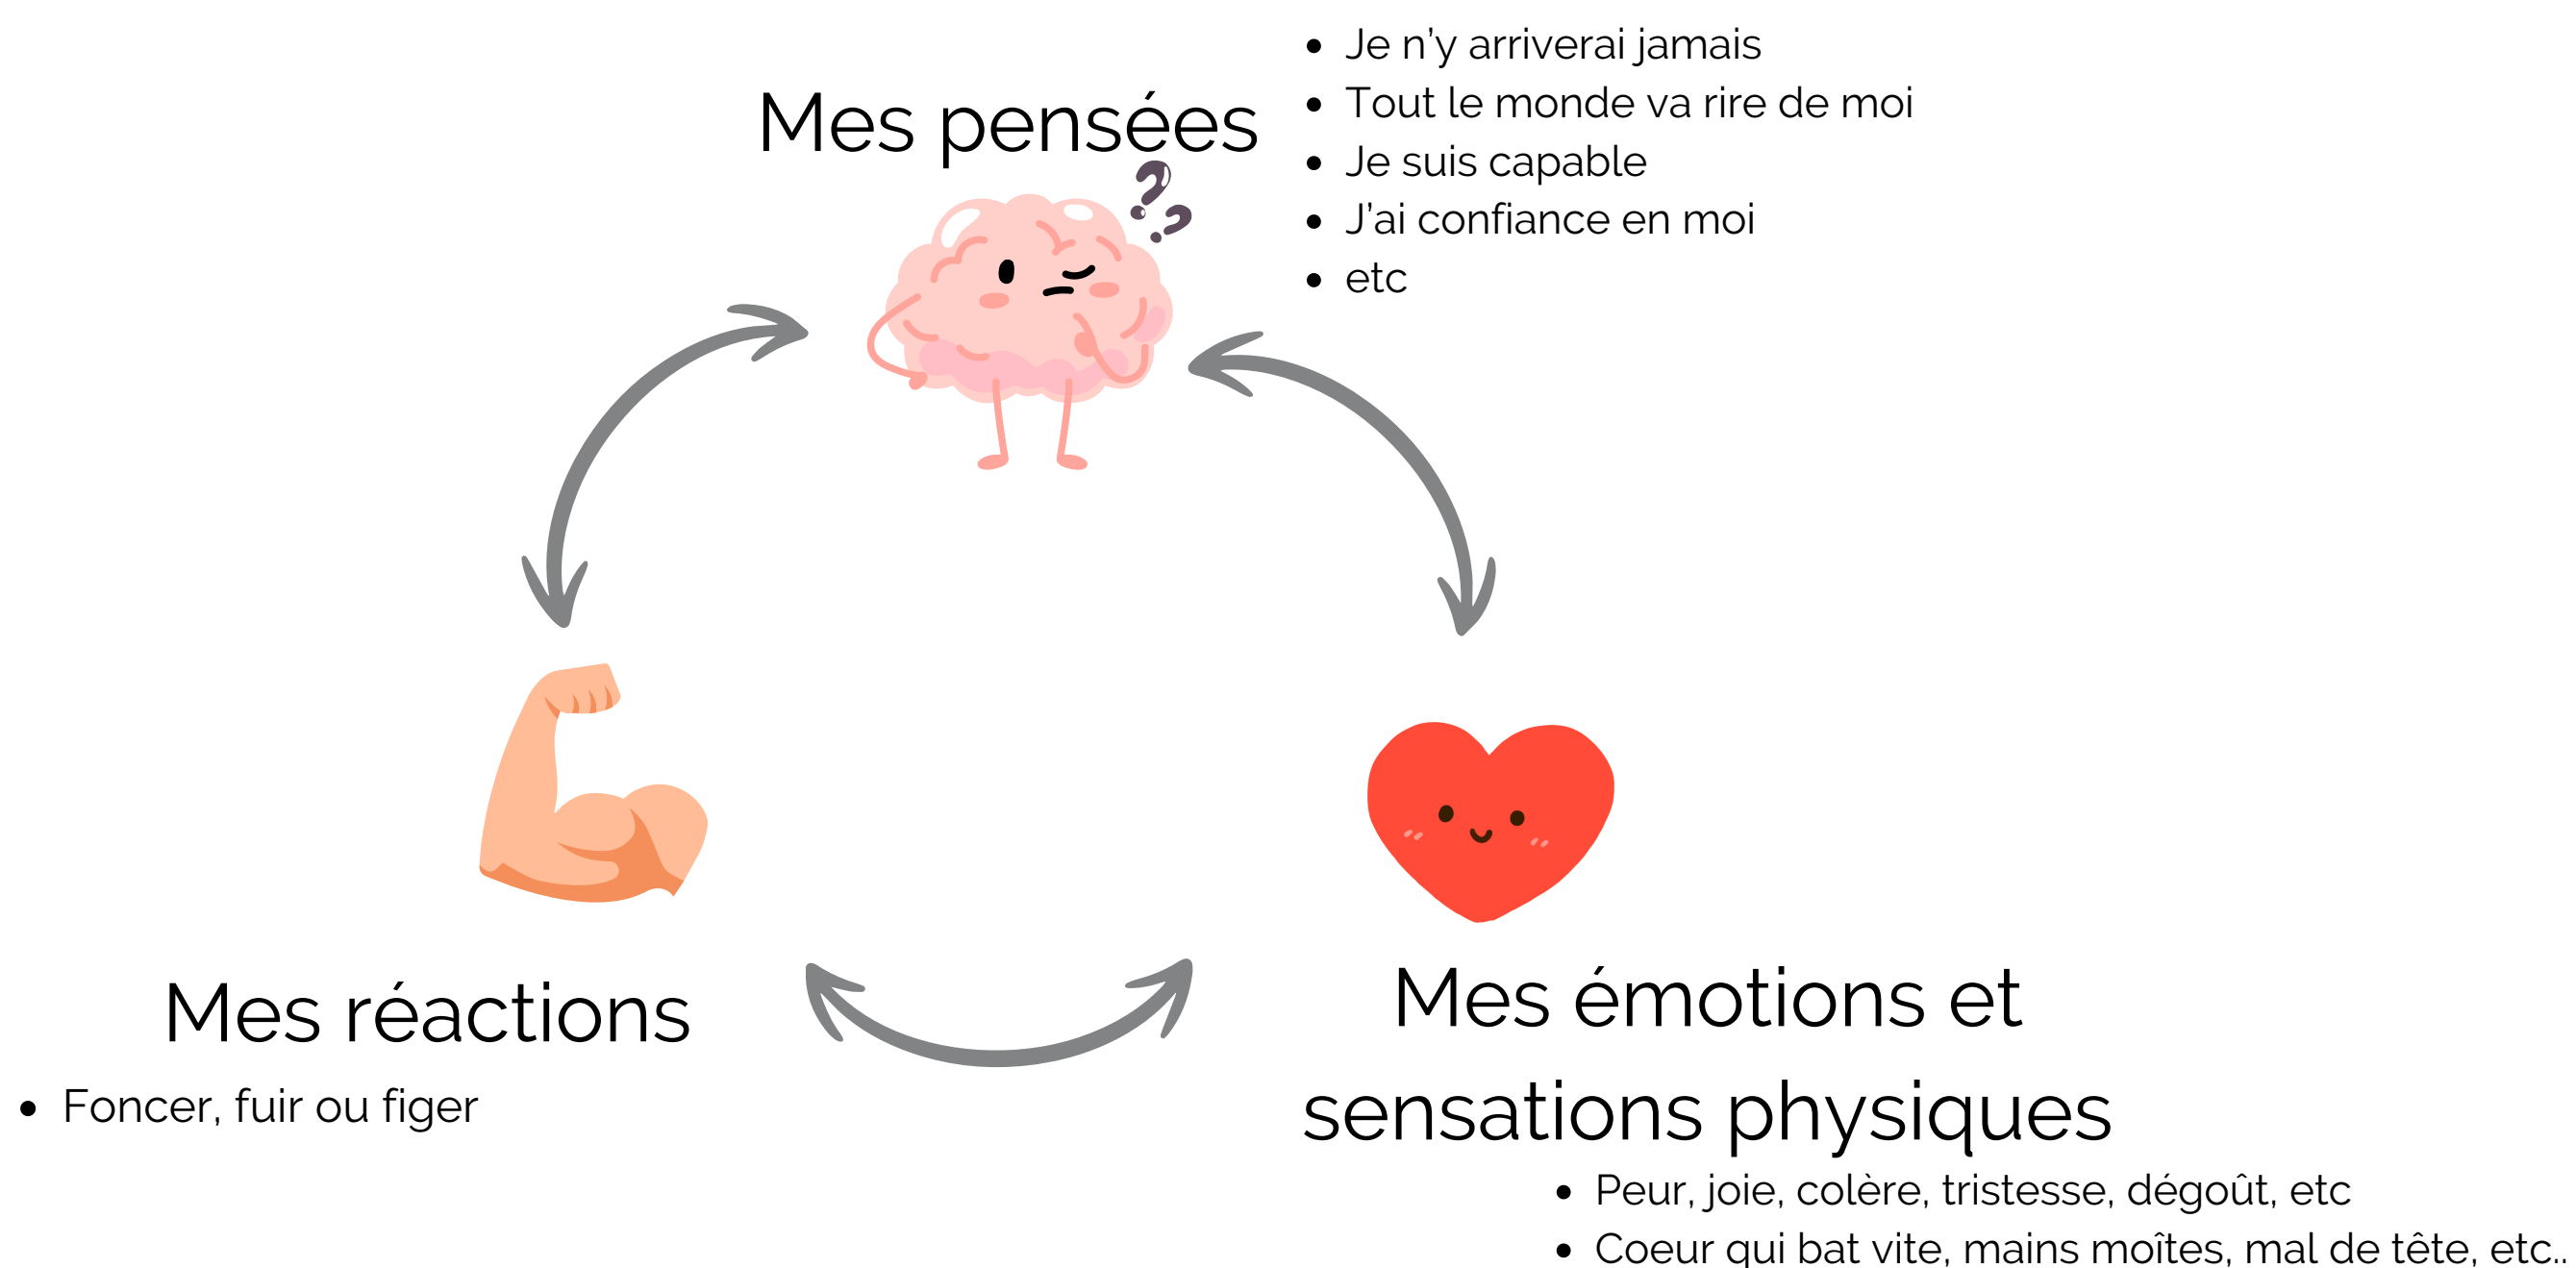 Mes pensées
• Je n'y arriverai jamais
• Tout le monde va rire de moi
• Je suis capable
• J'ai confiance en moi
• etc
??
Mes réactions
• Foncer, fuir ou figer
Mes émotions et
sensations physiques
• Peur, joie, colère, tristesse, dégoût, etc
• Coeur qui bat vite, mains moîtes, mal de tête, etc..